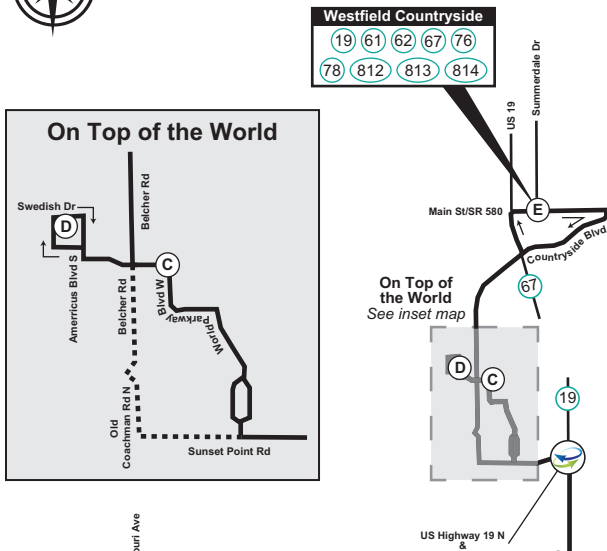 Westfield Countryside
19 61 62 67 76
78 812 813 814
US 19
Summerdale Dr
Main St/SR 580
E
Countryside Blvd
67
On Top of
the World
See inset map
D
C
19
US Highway 19 N
&
On Top of the World
Swedish Dr
D
Belcher Rd
C
Americus Blvd S
Belcher Rd
Blvd W
World
Parkway
Old
Coachman Rd N
Sunset Point Rd
uri Ave